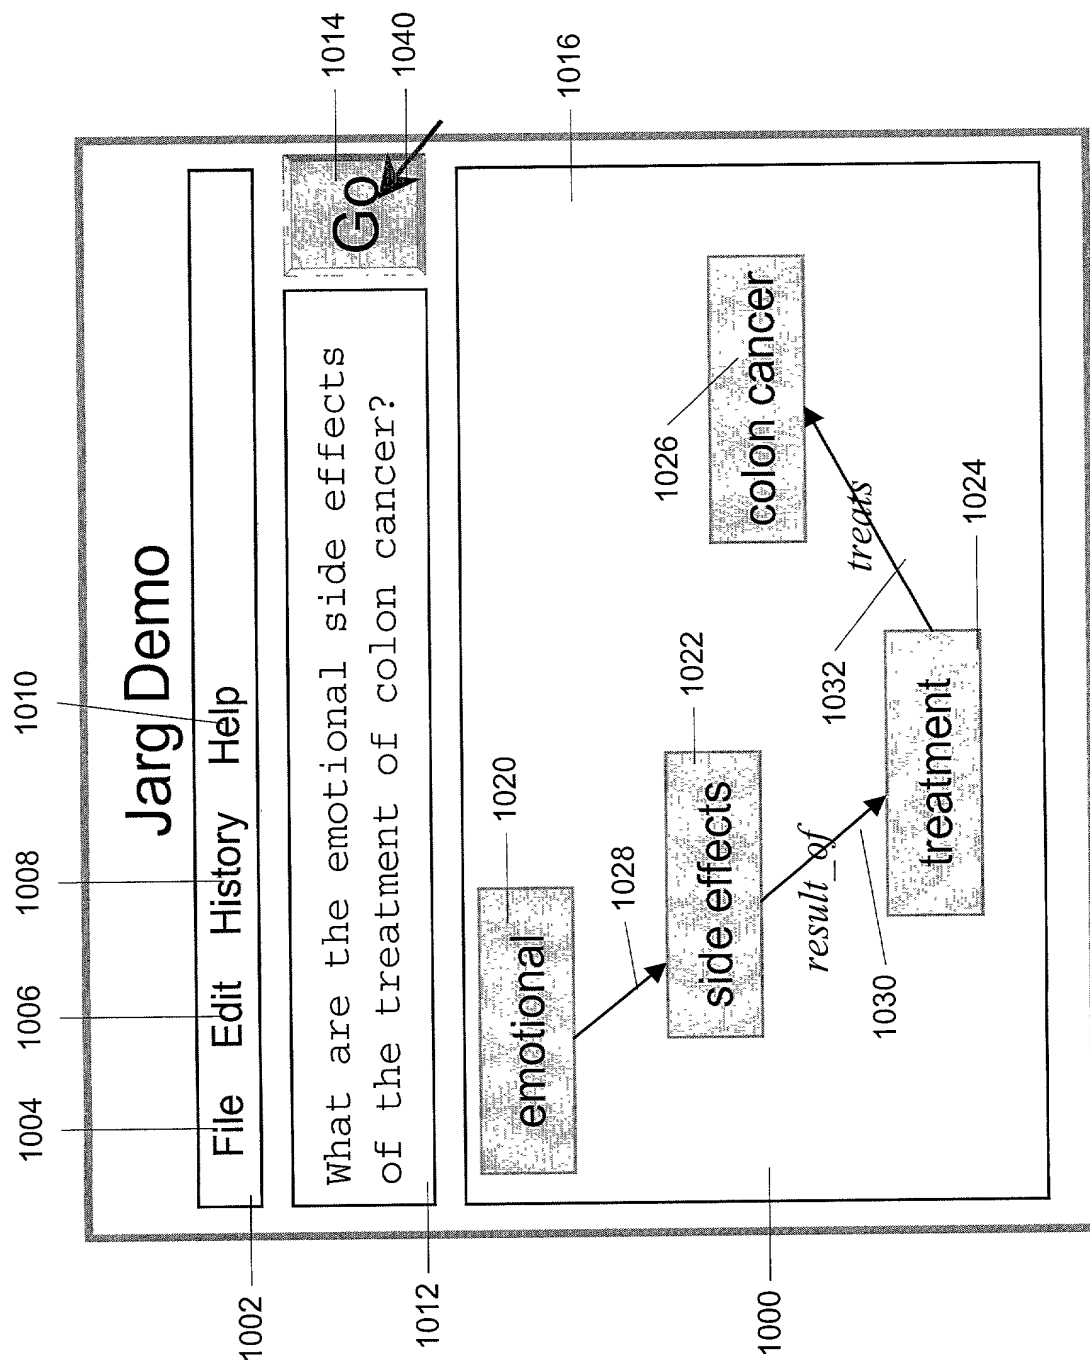 Jarg Demo
1004
1006
1008
1010
File Edit History Help
1002
What are the emotional side effects
of the treatment of colon cancer?
1012
Go
1014
1040
1016
emotional
1020
1028
side effects
1022
result_of
1030
treatment
1024
treats
1032
colon cancer
1026
1000